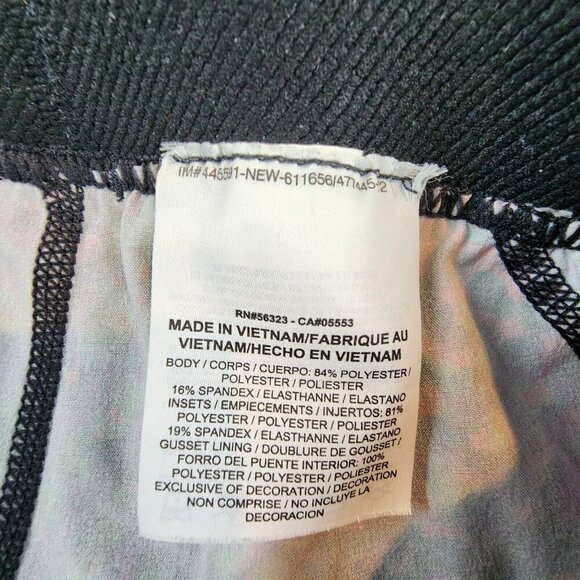 RN#56323 - CA#05553
MADE IN VIETNAM/FABRIQUE AU
VIETNAM/HECHO EN VIETNAM
BODY / CORPS / CUERPO: 84% POLYESTER /
POLYESTER / POLIESTER
16% SPANDEX / ELASTHANNE / ELASTANO
INSETS / EMPIECEMENTS / INJERTOS: 81%
POLYESTER / POLYESTER / POLIESTER
19% SPANDEX / ELASTHANNE / ELASTANO
GUSSET LINING / DOUBLURE DE GOUSSET /
FORRO DEL PUENTE INTERIOR: 100%
POLYESTER / POLYESTER / POLIESTER
EXCLUSIVE OF DECORATION / DECORATION
NON COMPRISE / NO INCLUYE LA
DECORACION